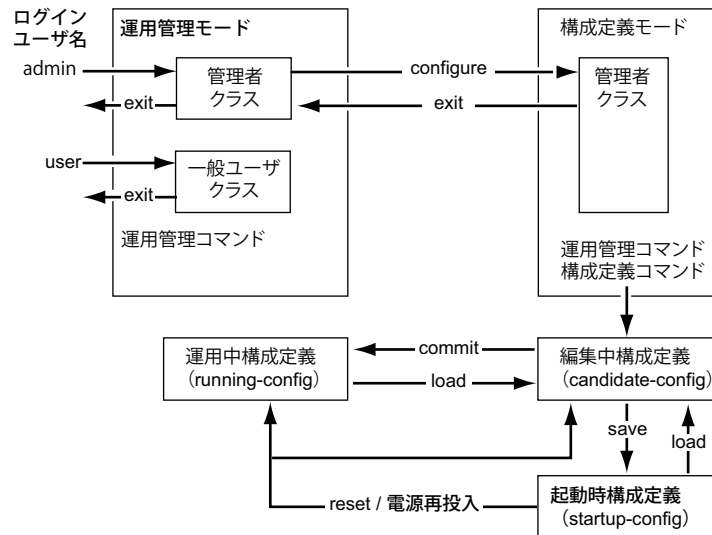 ログイン
ユーザ名
運用管理モード
構成定義モード
admin
管理者
クラス
configure
管理者
クラス
exit
exit
user
一般ユーザ
クラス
exit
運用管理コマンド
運用管理コマンド
構成定義コマンド
運用中構成定義
（running-config）
commit
load
編集中構成定義
（candidate-config）
save
load
reset / 電源再投入
起動時構成定義
（startup-config）